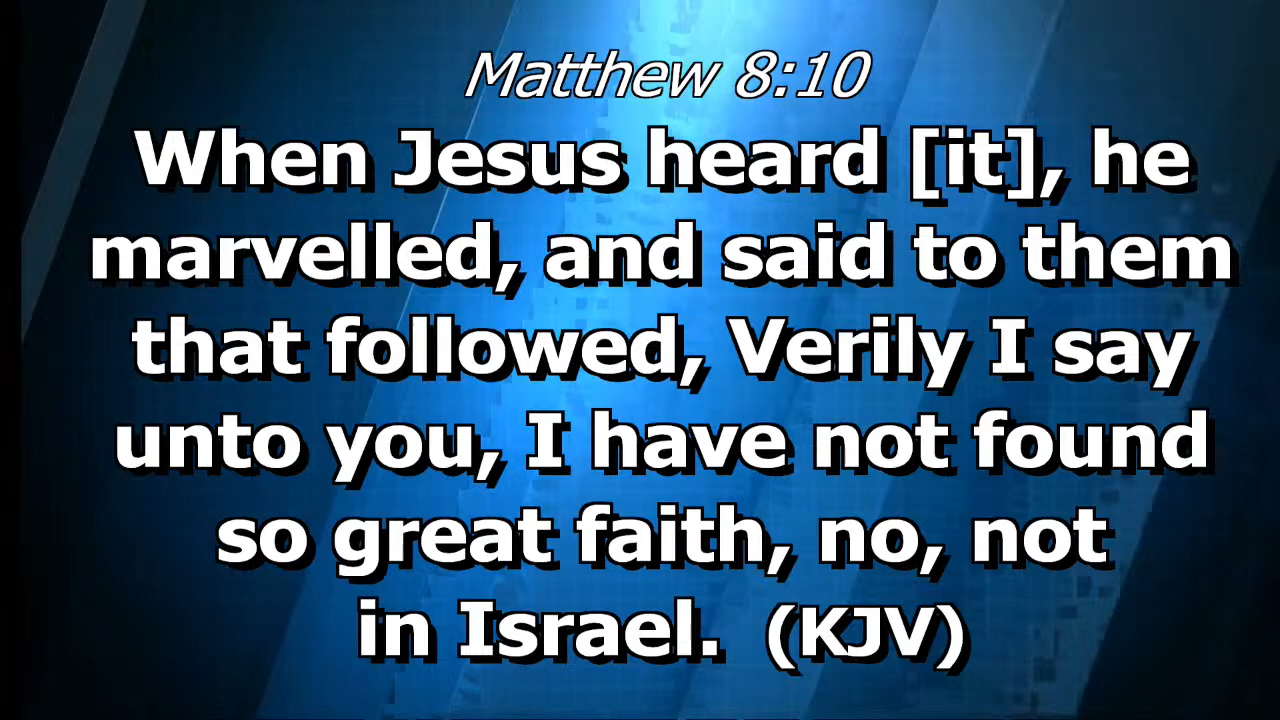 Matthew 8:10
When Jesus heard [it], he
marvelled, and said to them
that followed, Verily I say
unto you, I have not found
so great faith, no, not
in Israel. (KJV)